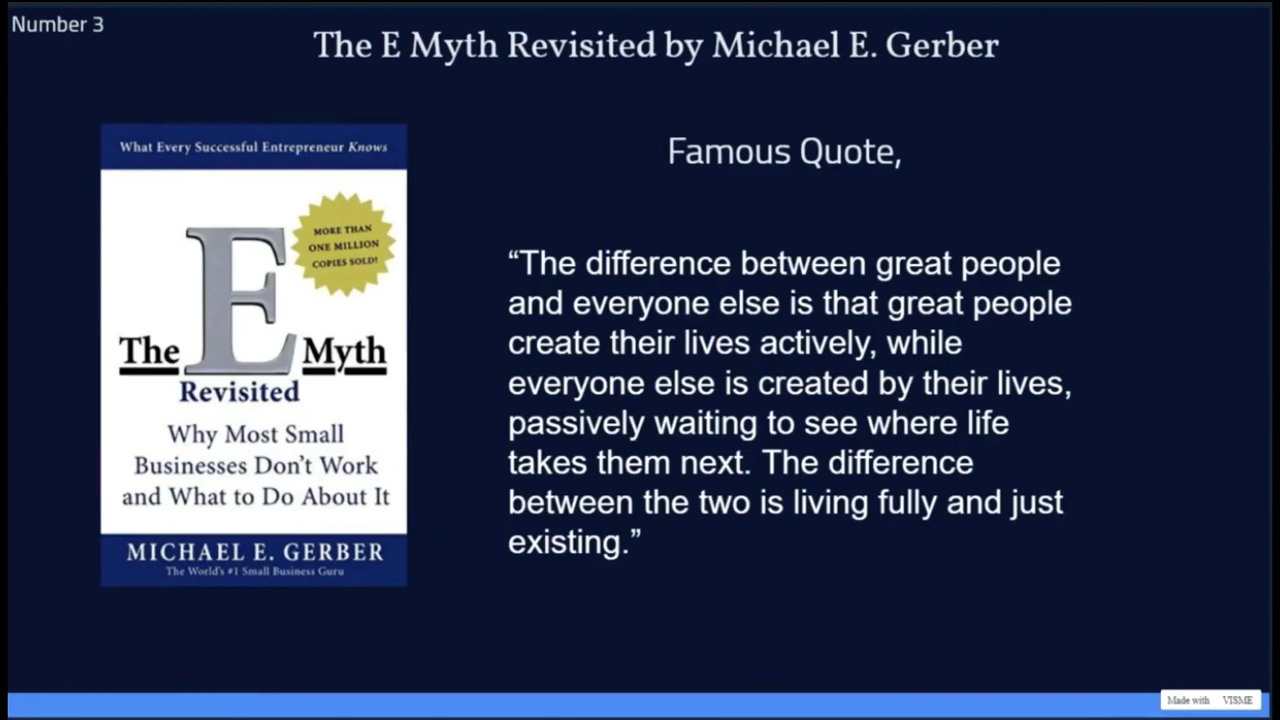 Number 3
The E Myth Revisited by Michael E. Gerber
What Every Successful Entrepreneur Knows
MORE THAN
ONE MILLION
COPIES SOLD!
The E Myth
Revisited
Why Most Small
Businesses Don't Work
and What to Do About It
MICHAEL E. GERBER
The World's #1 Small Business Guru
Famous Quote,
“The difference between great people
and everyone else is that great people
create their lives actively, while
everyone else is created by their lives,
passively waiting to see where life
takes them next. The difference
between the two is living fully and just
existing.”
Made with VISME